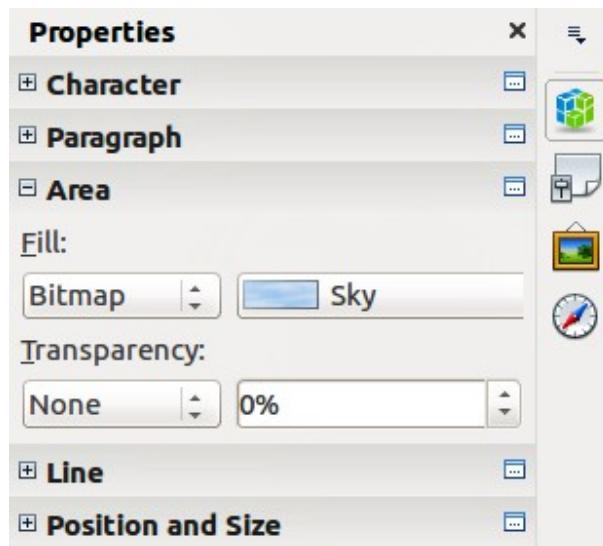 Properties
Character
Paragraph
Area
Fill:
Bitmap Sky
Transparency:
None 0%
Line
Position and Size